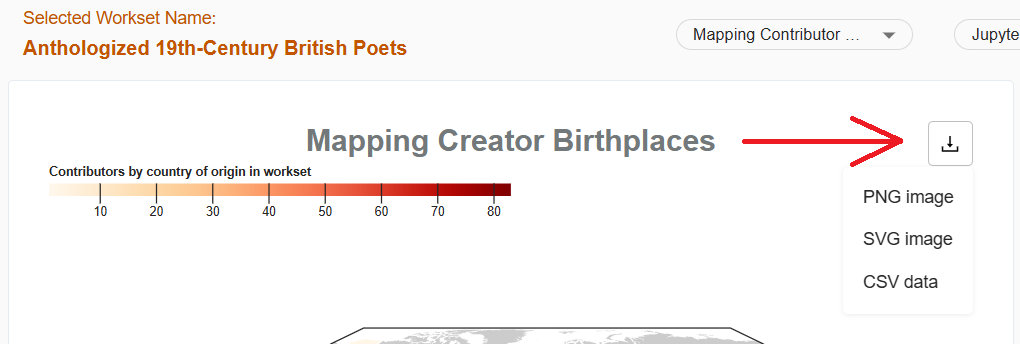 Selected Workset Name:
Anthologized 19th-Century British Poets
Mapping Contributor ...
Jupyte
Mapping Creator Birthplaces
Contributors by country of origin in workset
10 20 30 40 50 60 70 80
PNG image
SVG image
CSV data